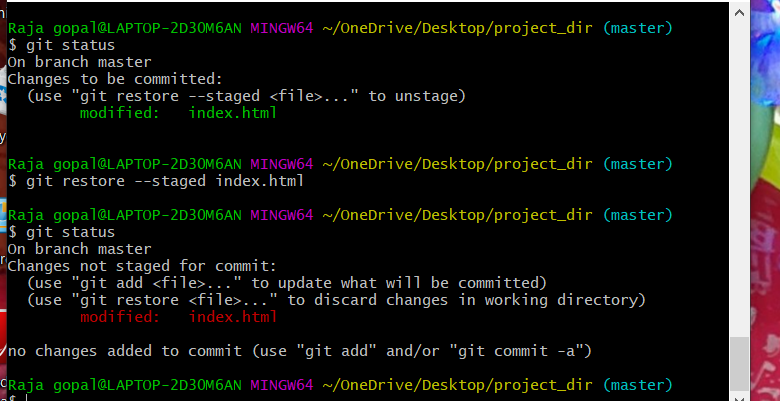 Raja gopal@LAPTOP-2D3OM6AN MINGW64 ~/OneDrive/Desktop/project_dir (master)
$ git status
On branch master
Changes to be committed:
  (use "git restore --staged <file>..." to unstage)
        modified:   index.html

Raja gopal@LAPTOP-2D3OM6AN MINGW64 ~/OneDrive/Desktop/project_dir (master)
$ git restore --staged index.html

Raja gopal@LAPTOP-2D3OM6AN MINGW64 ~/OneDrive/Desktop/project_dir (master)
$ git status
On branch master
Changes not staged for commit:
  (use "git add <file>..." to update what will be committed)
  (use "git restore <file>..." to discard changes in working directory)
        modified:   index.html

no changes added to commit (use "git add" and/or "git commit -a")

Raja gopal@LAPTOP-2D3OM6AN MINGW64 ~/OneDrive/Desktop/project_dir (master)
$